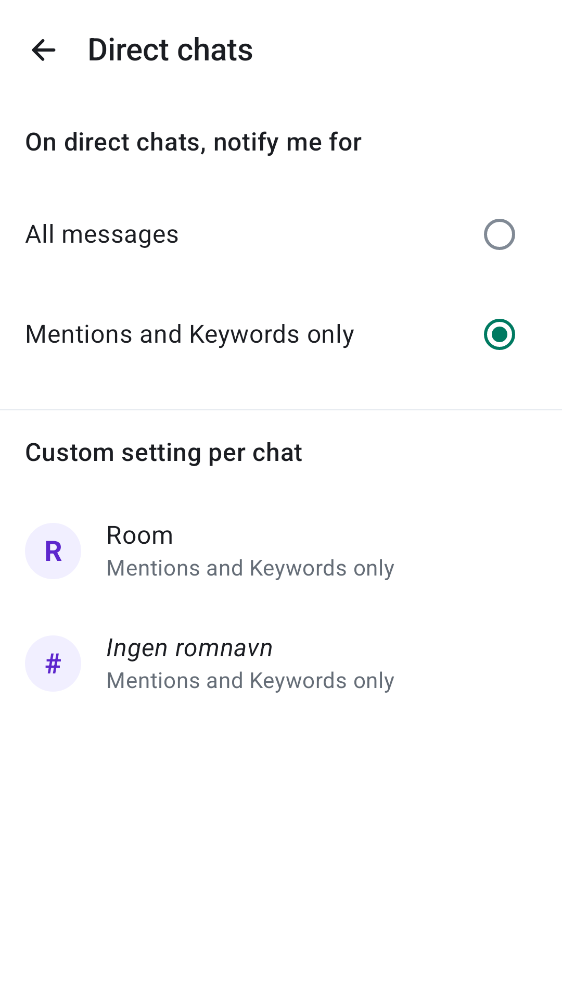 Direct chats
On direct chats, notify me for
All messages
Mentions and Keywords only
Custom setting per chat
R
Room
Mentions and Keywords only
#
Ingen romnavn
Mentions and Keywords only